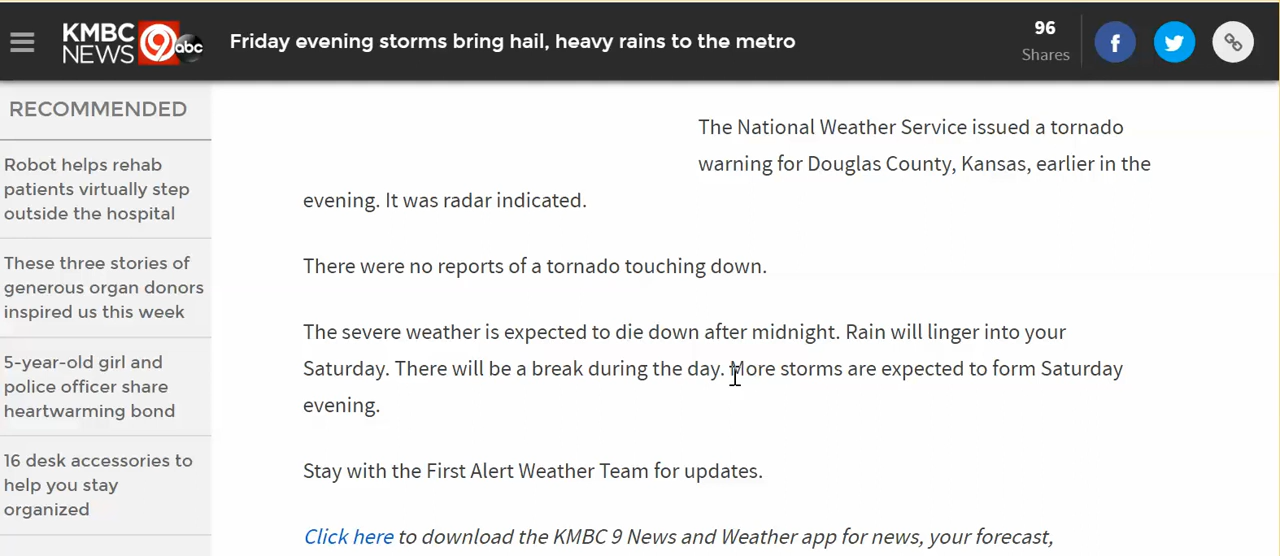 KMBC
NEWS 9 abc
Friday evening storms bring hail, heavy rains to the metro
96
Shares
RECOMMENDED
Robot helps rehab
patients virtually step
outside the hospital
These three stories of
generous organ donors
inspired us this week
5-year-old girl and
police officer share
heartwarming bond
16 desk accessories to
help you stay
organized
The National Weather Service issued a tornado
warning for Douglas County, Kansas, earlier in the
evening. It was radar indicated.
There were no reports of a tornado touching down.
The severe weather is expected to die down after midnight. Rain will linger into your
Saturday. There will be a break during the day. More storms are expected to form Saturday
evening.
Stay with the First Alert Weather Team for updates.
Click here to download the KMBC 9 News and Weather app for news, your forecast,